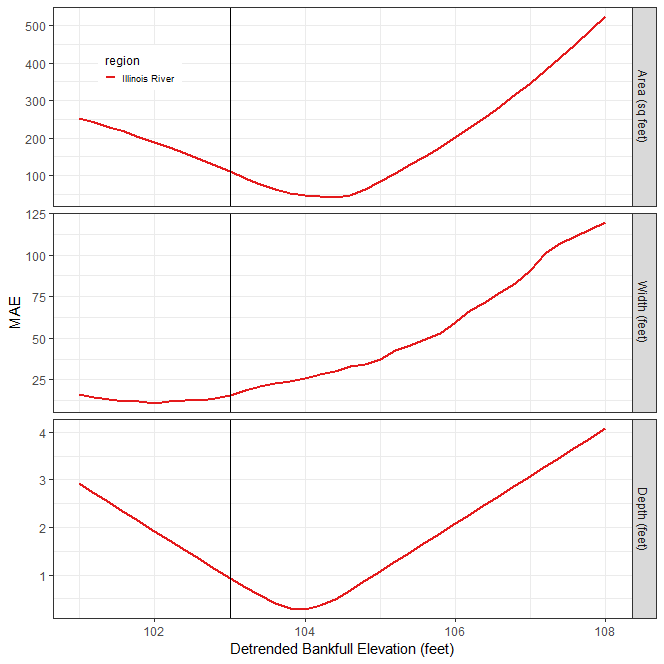 500
400
300
200
100
region
Illinois River
Area (sq feet)
125
100
75
50
25
Width (feet)
MAE
4
3
2
1
Depth (feet)
102
104
106
108
Detrended Bankfull Elevation (feet)